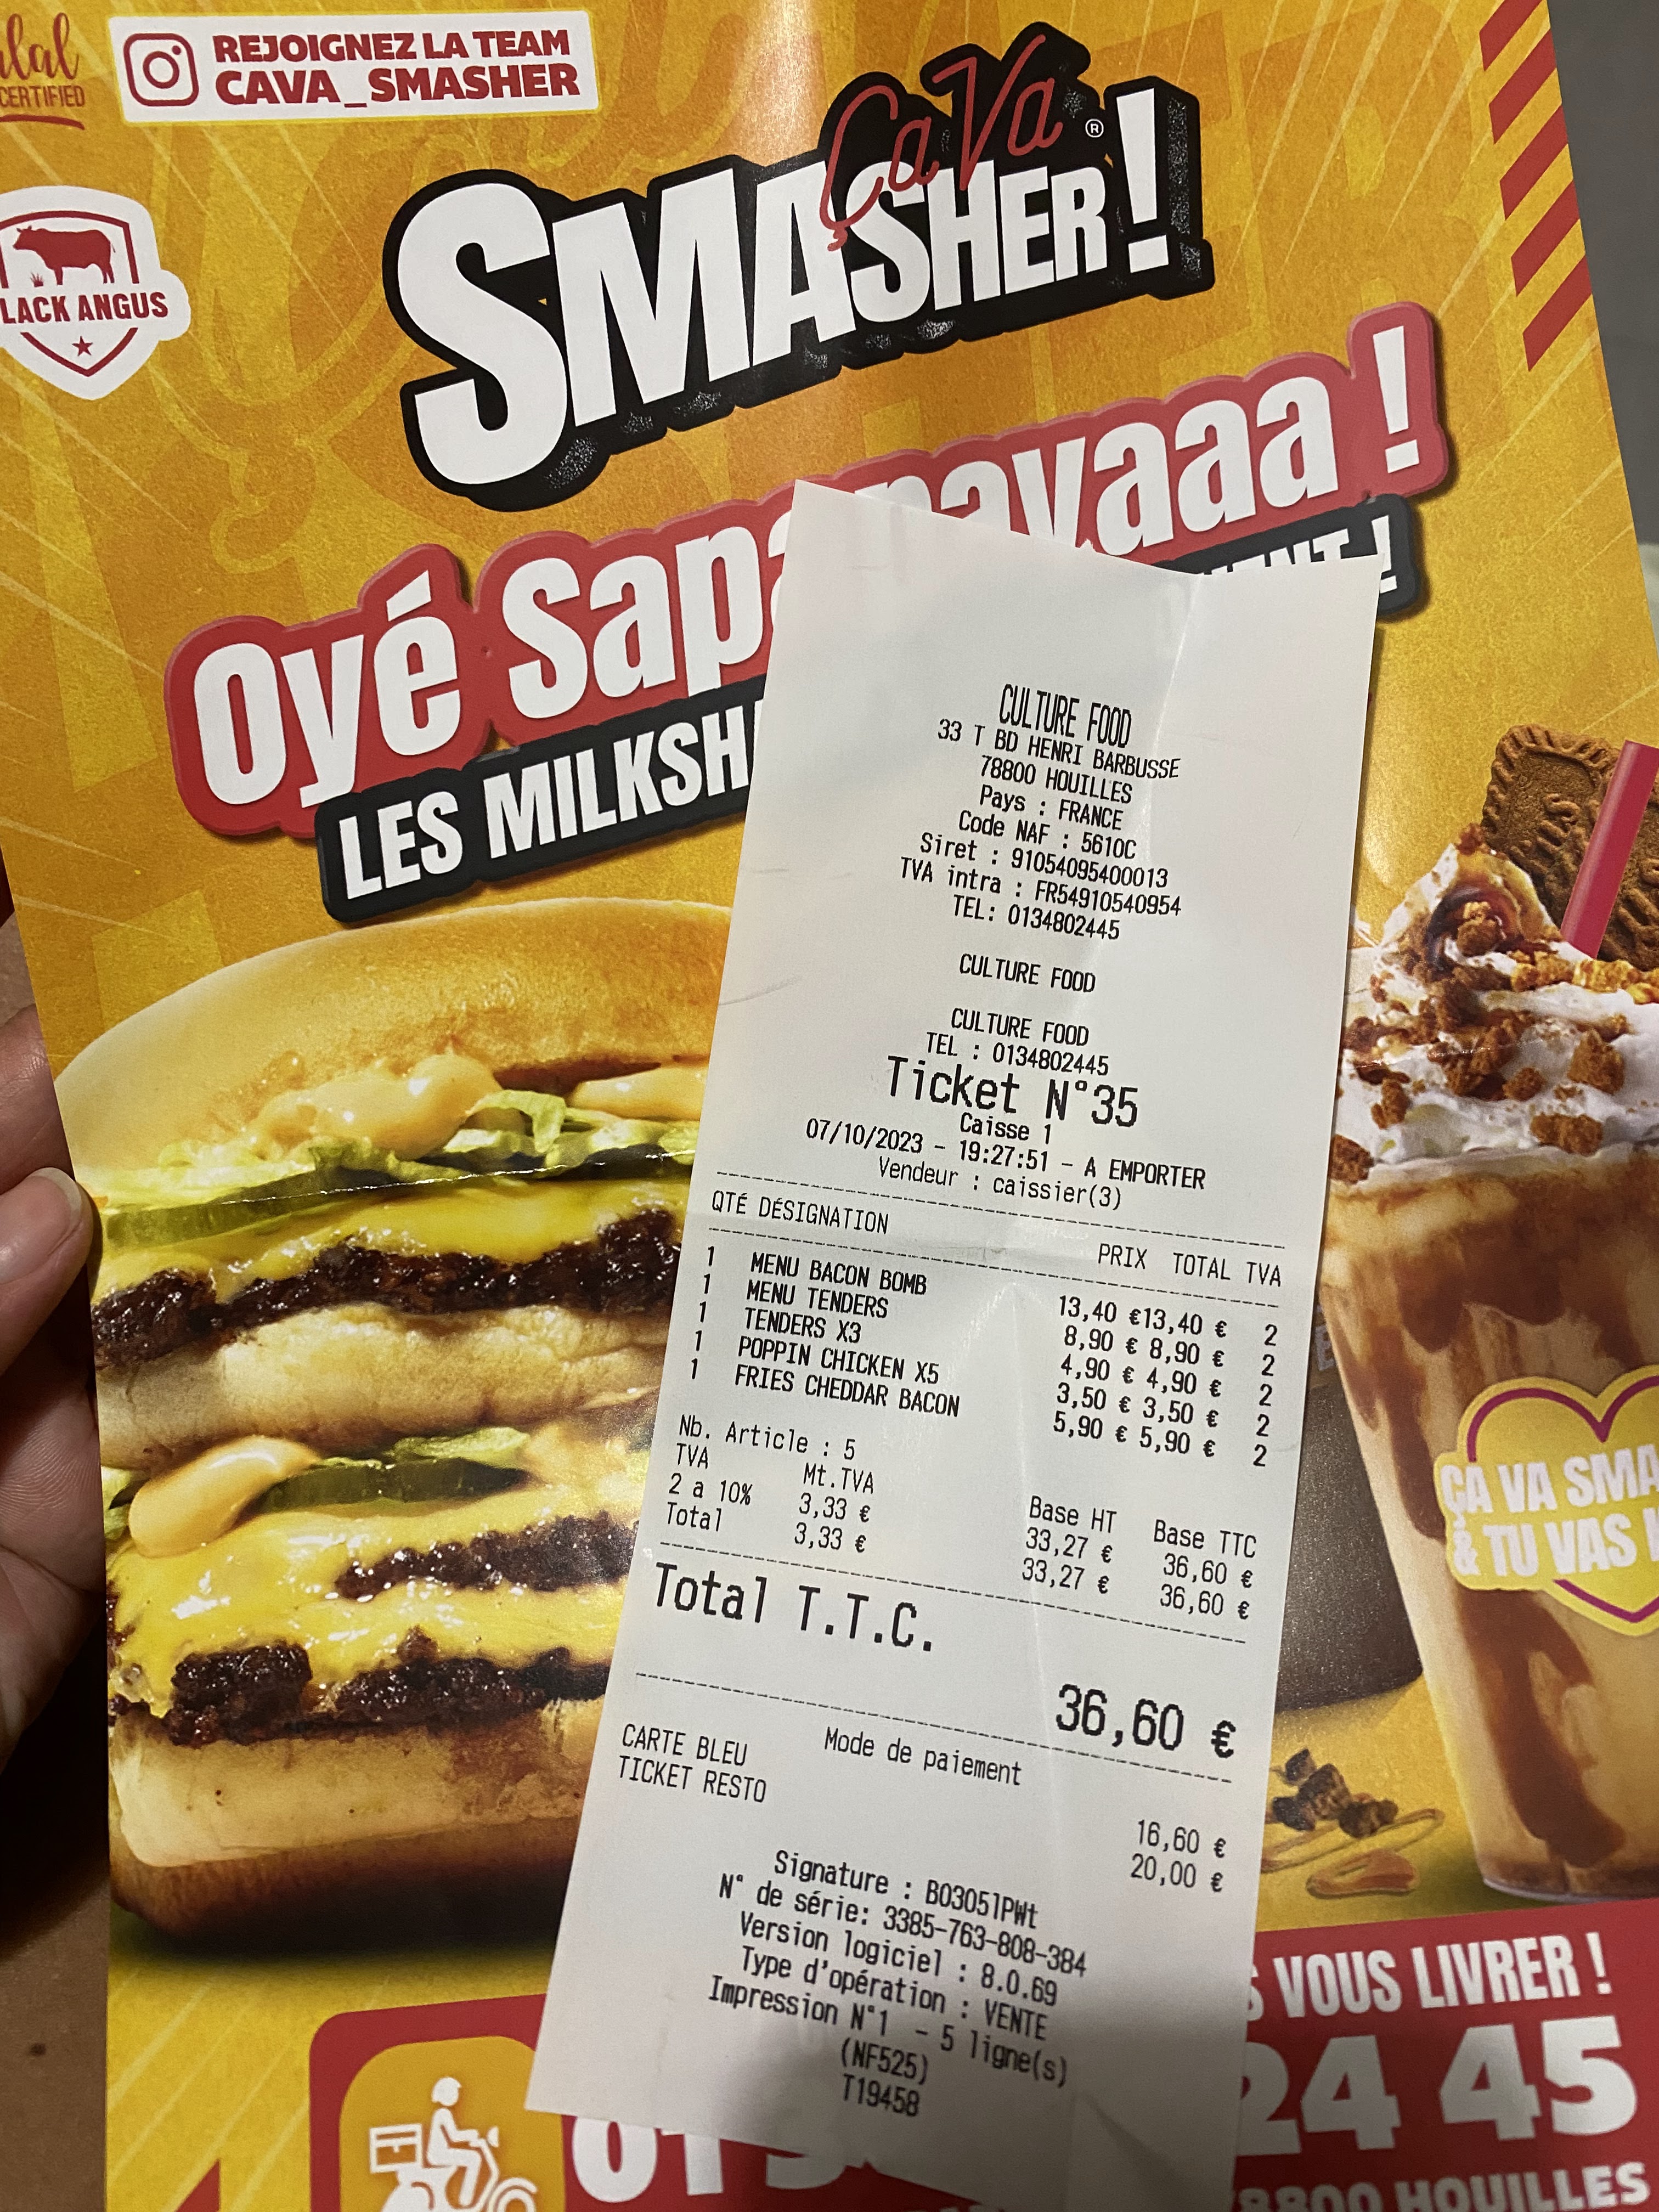 REJOIGNEZ LA TEAM
CAVA_SMASHER
CERTIFIED
Ça Va ®
SMASHER!
LACK ANGUS
Oyé Sapa
payaaa !
LES MILKSH
CULTURE FOOD
33 T BD HENRI BARBUSSE
78800 HOUILLES
Pays : FRANCE
Code NAF : 5610C
Siret : 91054095400013
TVA intra : FR54910540954
TEL: 0134802445
CULTURE FOOD
CULTURE FOOD
TEL : 0134802445
Ticket N°35
Caisse 1
07/10/2023 - 19:27:51 - A EMPORTER
Vendeur : caissier(3)
QTÉ DÉSIGNATION PRIX TOTAL TVA
1 MENU BACON BOMB 13,40 €13,40 € 2
1 MENU TENDERS 8,90 € 8,90 € 2
1 TENDERS X3 4,90 € 4,90 € 2
1 POPPIN CHICKEN X5 3,50 € 3,50 € 2
1 FRIES CHEDDAR BACON 5,90 € 5,90 € 2
Nb. Article : 5
TVA Mt.TVA Base HT Base TTC
2 a 10% 3,33 € 33,27 € 36,60 €
Total 3,33 € 33,27 € 36,60 €
Total T.T.C.
36,60 €
Mode de paiement
CARTE BLEU 16,60 €
TICKET RESTO 20,00 €
Signature : B03051PWt
N° de série: 3385-763-808-384
Version logiciel : 8.0.69
Type d'opération : VENTE
Impression N°1 - 5 ligne(s)
(NF525)
T19458
ÇA VA SMA
& TU VAS
VOUS LIVRER !
01 24 45
78800 HOUILLES